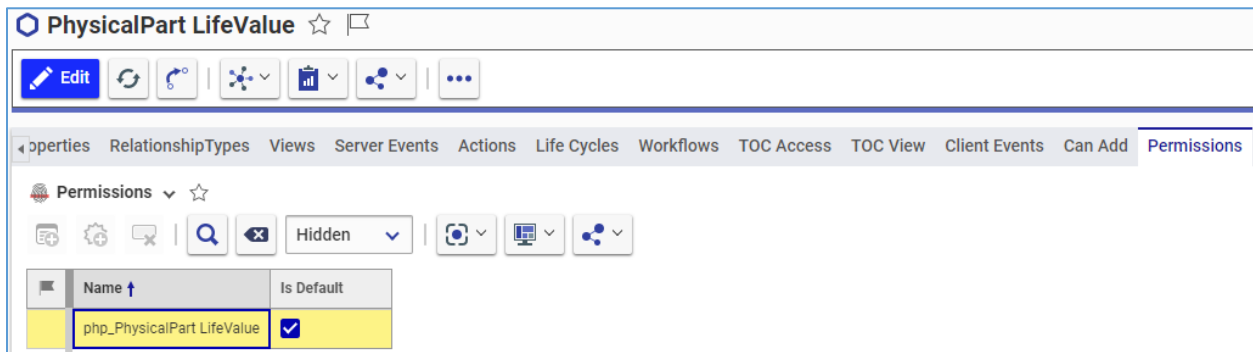 PhysicalPart LifeValue
Edit
operties RelationshipTypes Views Server Events Actions Life Cycles Workflows TOC Access TOC View Client Events Can Add Permissions
Permissions
Hidden
Name Is Default
php_PhysicalPart LifeValue